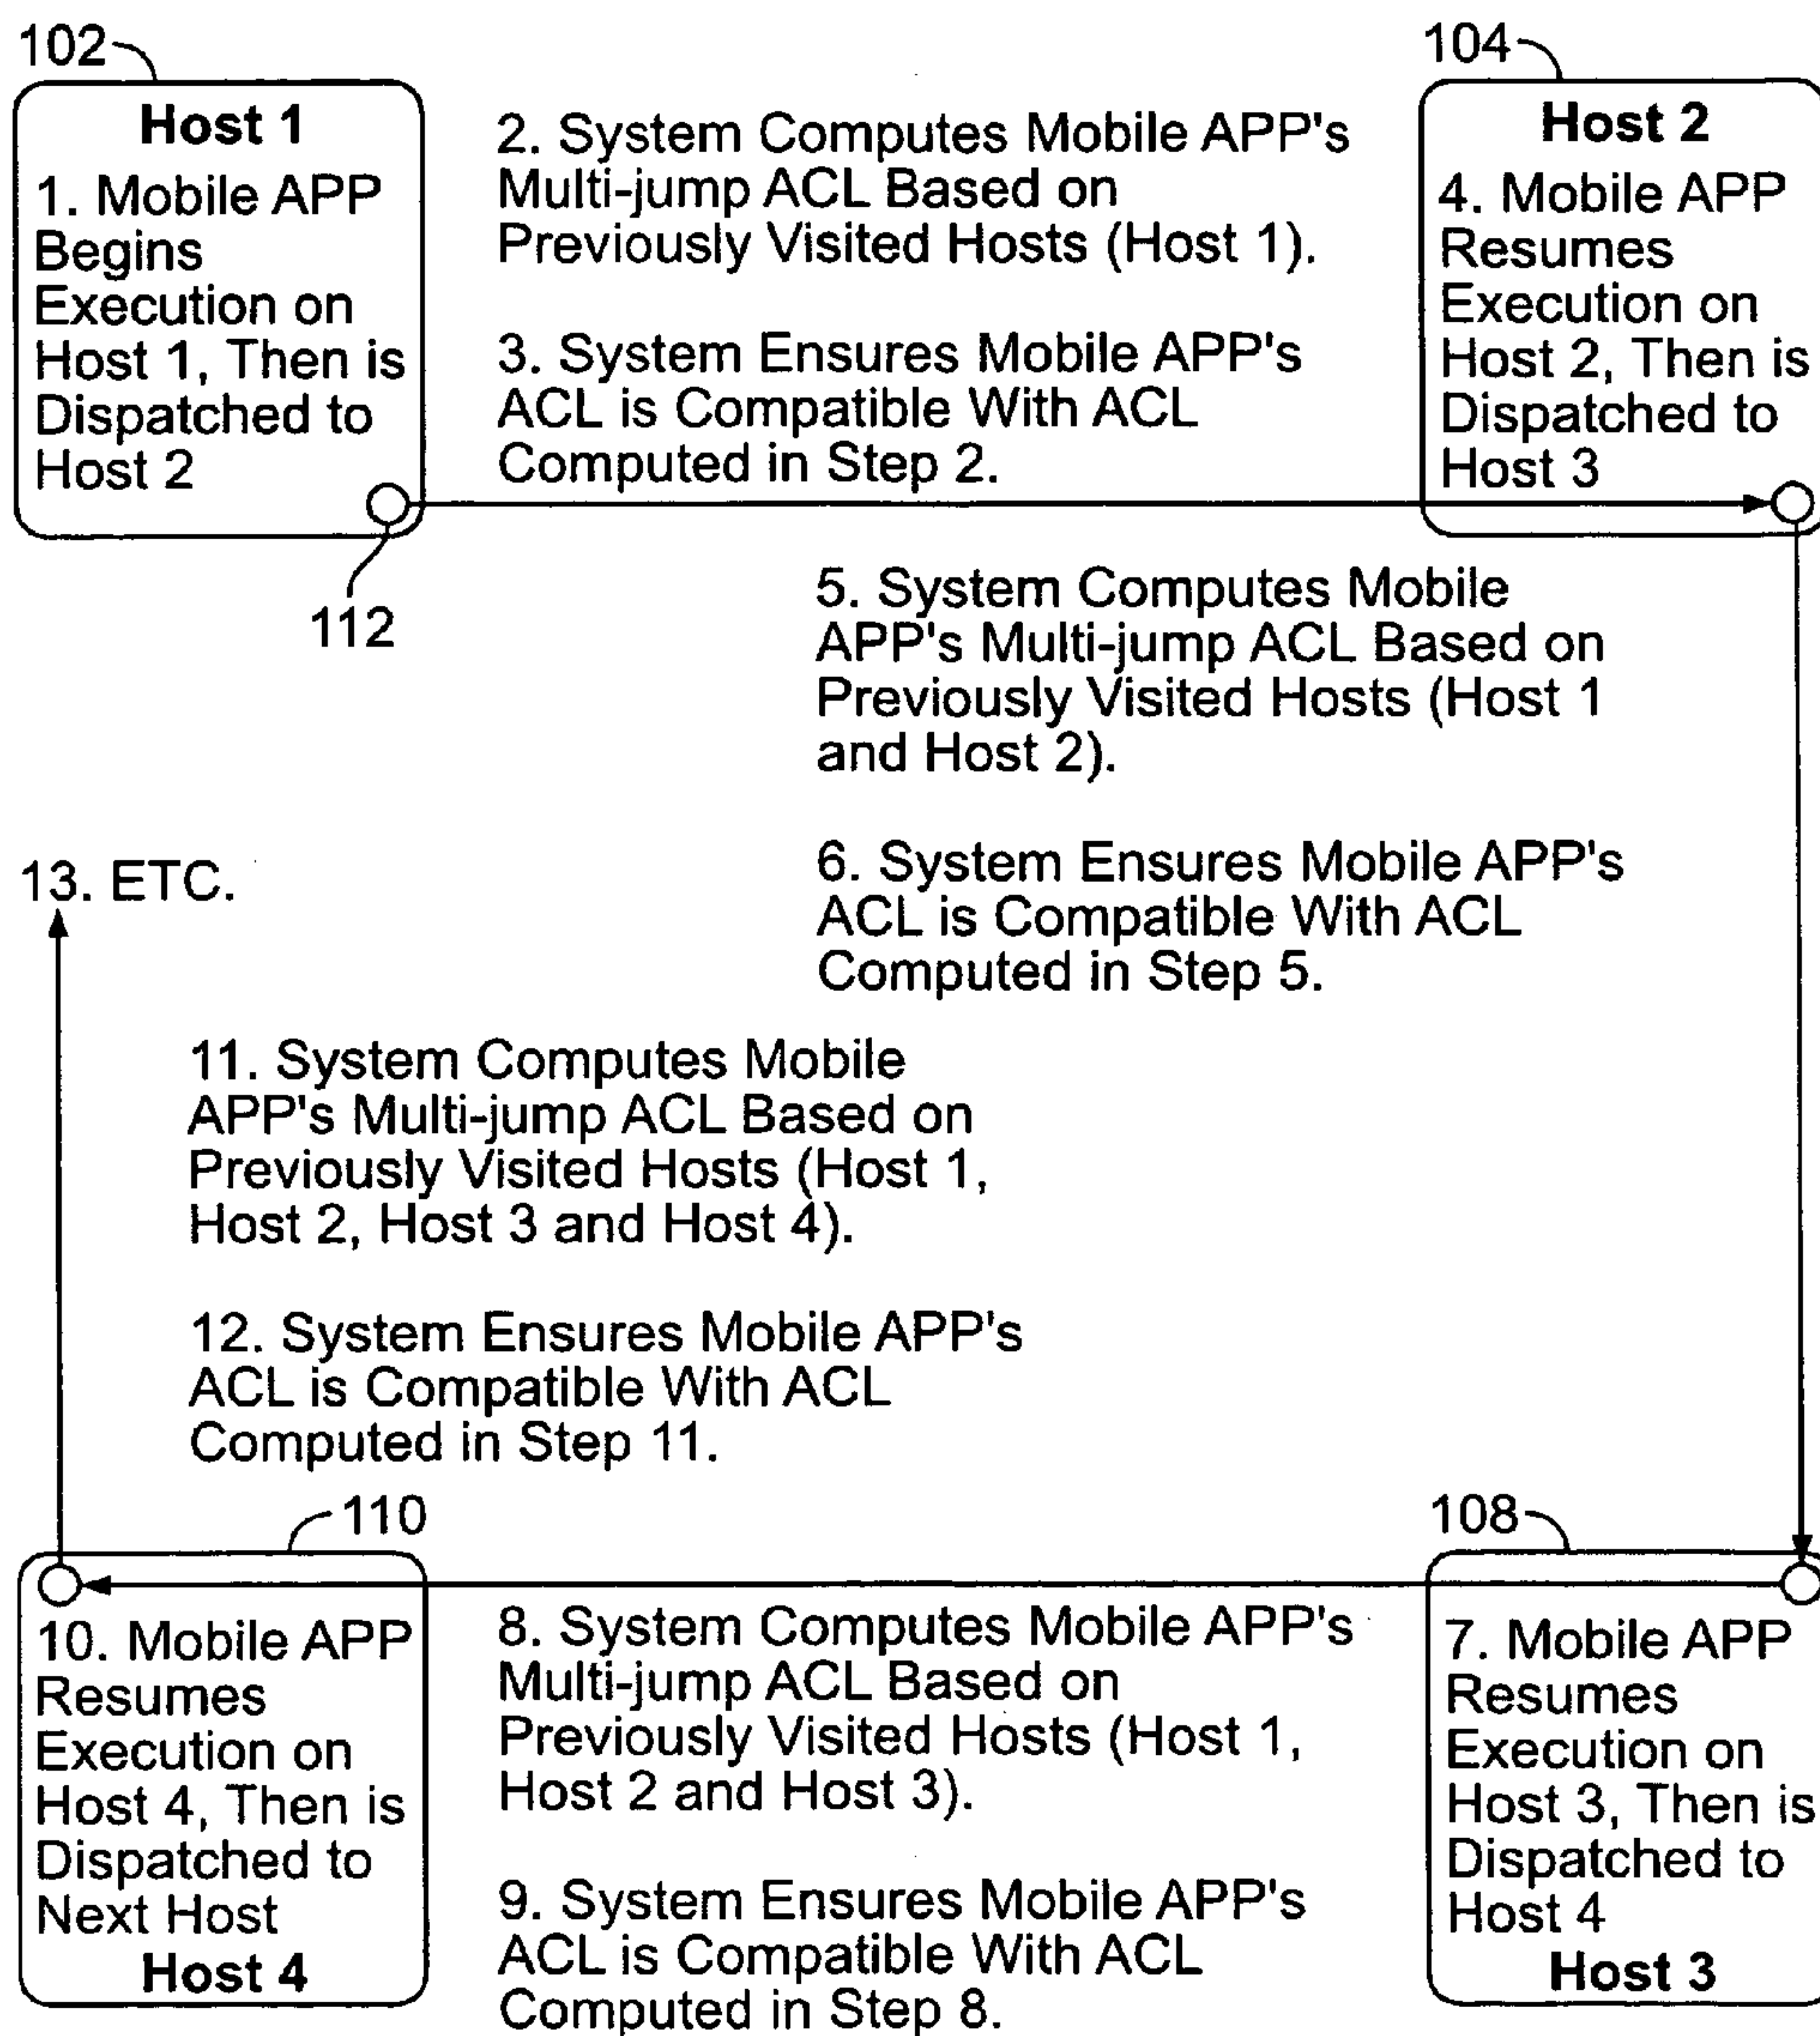 102
Host 1
1. Mobile APP
Begins
Execution on
Host 1, Then is
Dispatched to
Host 2
112
2. System Computes Mobile APP's
Multi-jump ACL Based on
Previously Visited Hosts (Host 1).
3. System Ensures Mobile APP's
ACL is Compatible With ACL
Computed in Step 2.
104
Host 2
4. Mobile APP
Resumes
Execution on
Host 2, Then is
Dispatched to
Host 3
5. System Computes Mobile
APP's Multi-jump ACL Based on
Previously Visited Hosts (Host 1
and Host 2).
6. System Ensures Mobile APP's
ACL is Compatible With ACL
Computed in Step 5.
13. ETC.
11. System Computes Mobile
APP's Multi-jump ACL Based on
Previously Visited Hosts (Host 1,
Host 2, Host 3 and Host 4).
12. System Ensures Mobile APP's
ACL is Compatible With ACL
Computed in Step 11.
110
10. Mobile APP
Resumes
Execution on
Host 4, Then is
Dispatched to
Next Host
Host 4
8. System Computes Mobile APP's
Multi-jump ACL Based on
Previously Visited Hosts (Host 1,
Host 2 and Host 3).
9. System Ensures Mobile APP's
ACL is Compatible With ACL
Computed in Step 8.
108
7. Mobile APP
Resumes
Execution on
Host 3, Then is
Dispatched to
Host 4
Host 3